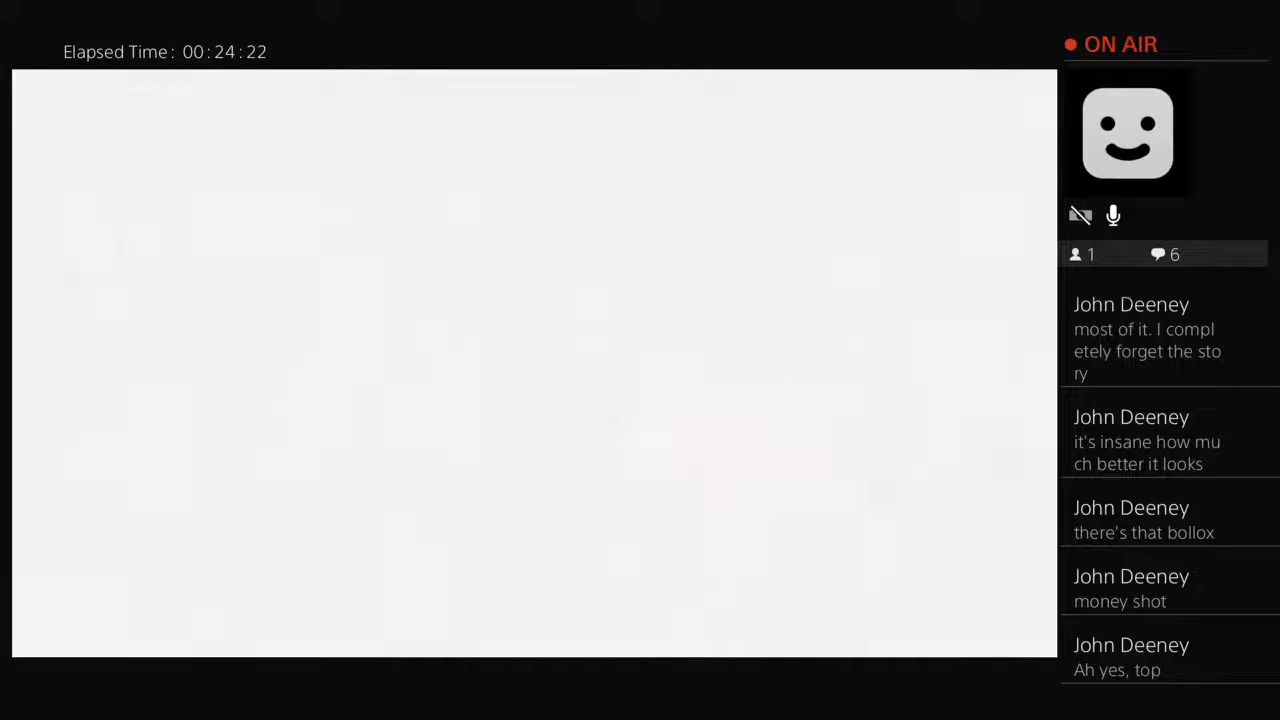 Elapsed Time: 00:24:22
ON AIR
1 6
John Deeney
most of it. I compl
etely forget the sto
ry
John Deeney
it's insane how mu
ch better it looks
John Deeney
there's that bollox
John Deeney
money shot
John Deeney
Ah yes, top